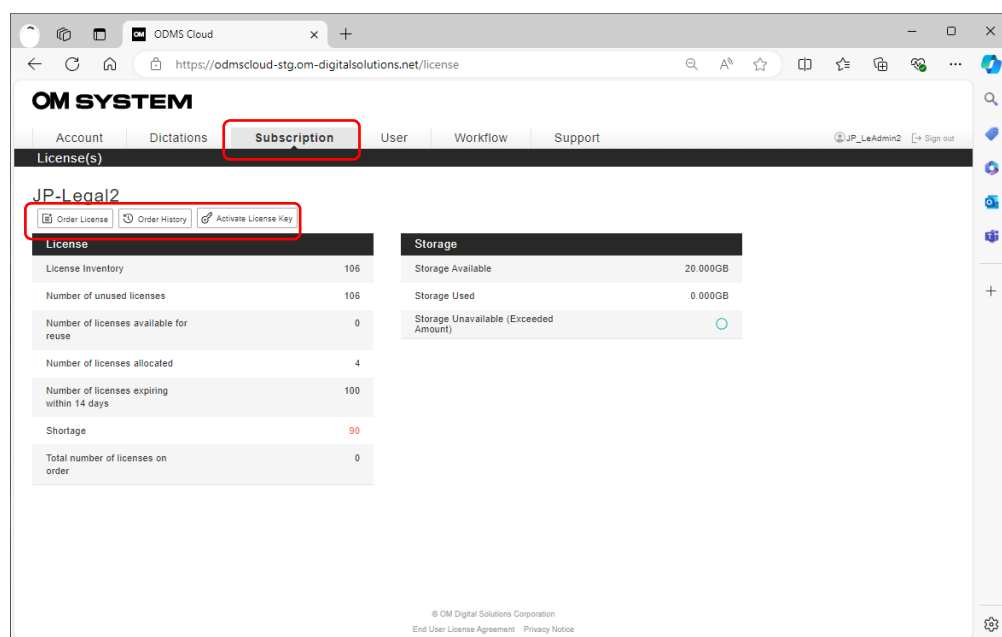 OM ODMS Cloud
https://odmscloud-stg.om-digitalsolutions.net/license
OM SYSTEM
Account Dictations Subscription User Workflow Support JP_LeAdmin2 Sign out
License(s)
JP-Legal2
Order License Order History Activate License Key
License
License Inventory 106
Number of unused licenses 106
Number of licenses available for
reuse 0
Number of licenses allocated 4
Number of licenses expiring
within 14 days 100
Shortage 90
Total number of licenses on
order 0
Storage
Storage Available 20.000GB
Storage Used 0.000GB
Storage Unavailable (Exceeded
Amount)
© OM Digital Solutions Corporation
End User License Agreement Privacy Notice